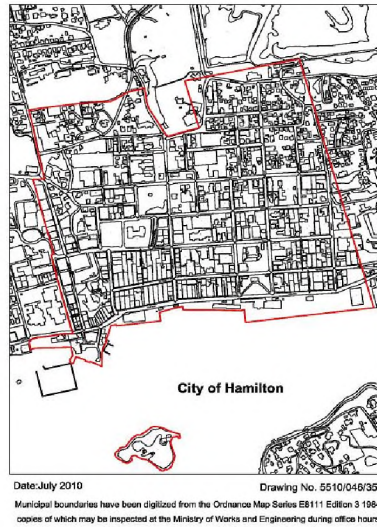 City of Hamilton
Date:July 2010
Drawing No. 5510/046/35
Municipal boundaries have been digitized from the Ordnance Map Series E8111 Edition 3 198
copies of which may be inspected at the Ministry of Works and Engineering during office hour